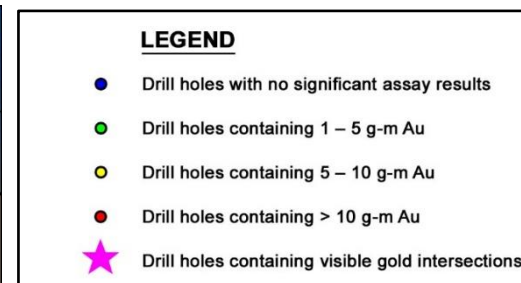 LEGEND
Drill holes with no significant assay results
Drill holes containing 1 – 5 g-m Au
Drill holes containing 5 – 10 g-m Au
Drill holes containing > 10 g-m Au
Drill holes containing visible gold intersections